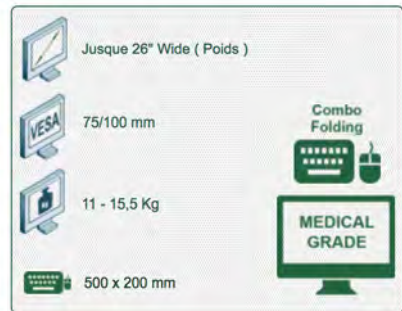 Jusque 26" Wide ( Poids )
VESA
75/100 mm
Combo
Folding
11 - 15,5 Kg
MEDICAL
GRADE
500 x 200 mm